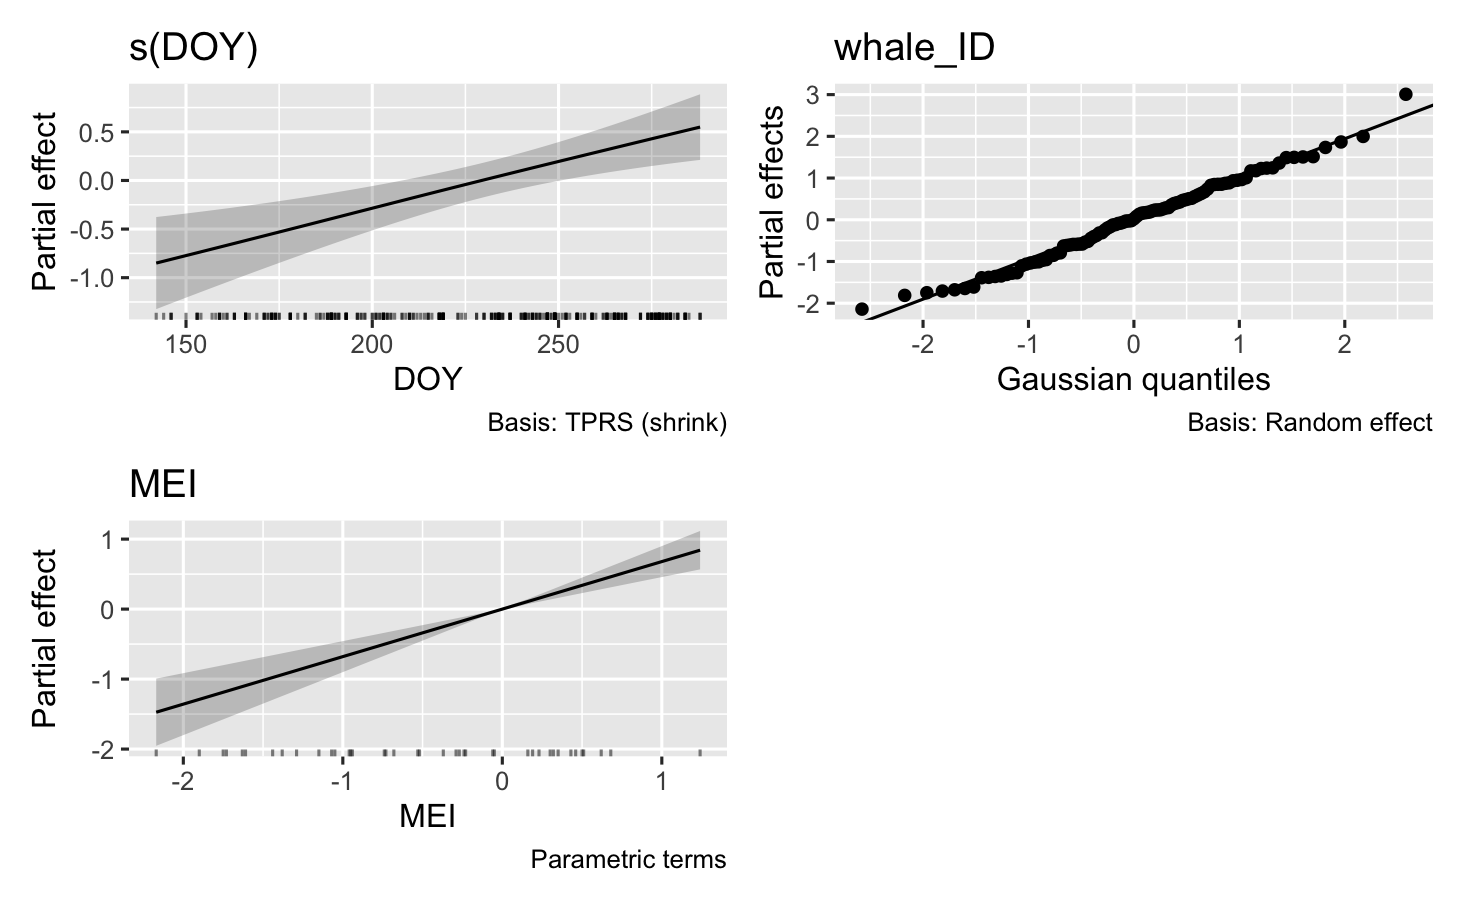 s(DOY)
Partial effect
0.5
0.0
-0.5
-1.0
150 200 250
DOY
Basis: TPRS (shrink)
whale_ID
Partial effects
3
2
1
0
-1
-2
-2 -1 0 1 2
Gaussian quantiles
Basis: Random effect
MEI
Partial effect
1
0
-1
-2
-2 -1 0 1
MEI
Parametric terms